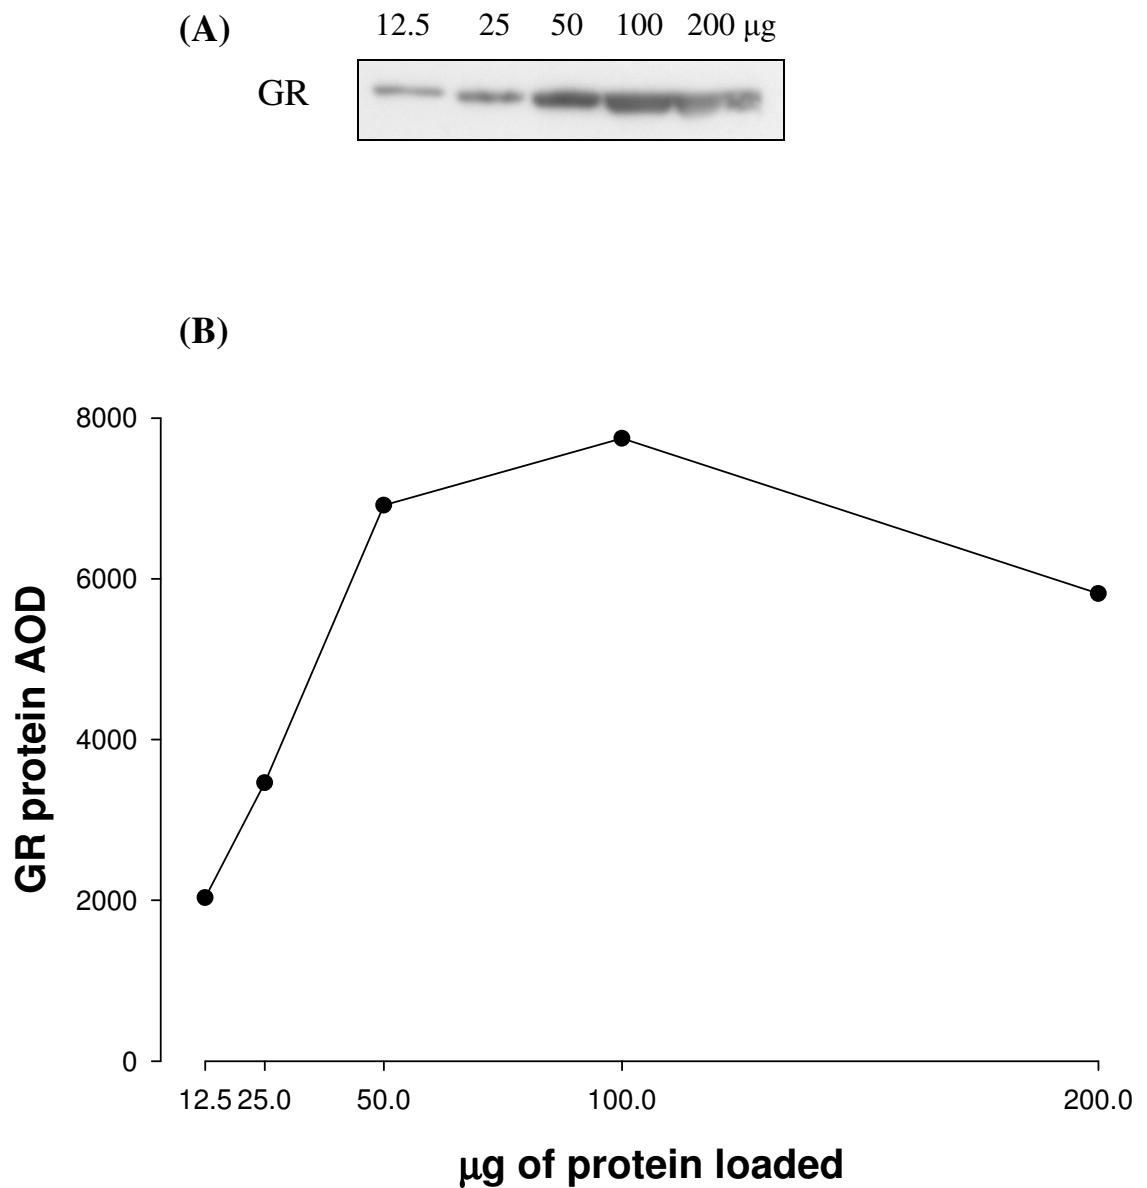 (A) 12.5 25 50 100 200 μg
GR
(B)
8000
6000
4000
2000
0
GR protein AOD
12.5 25.0 50.0 100.0 200.0
μg of protein loaded